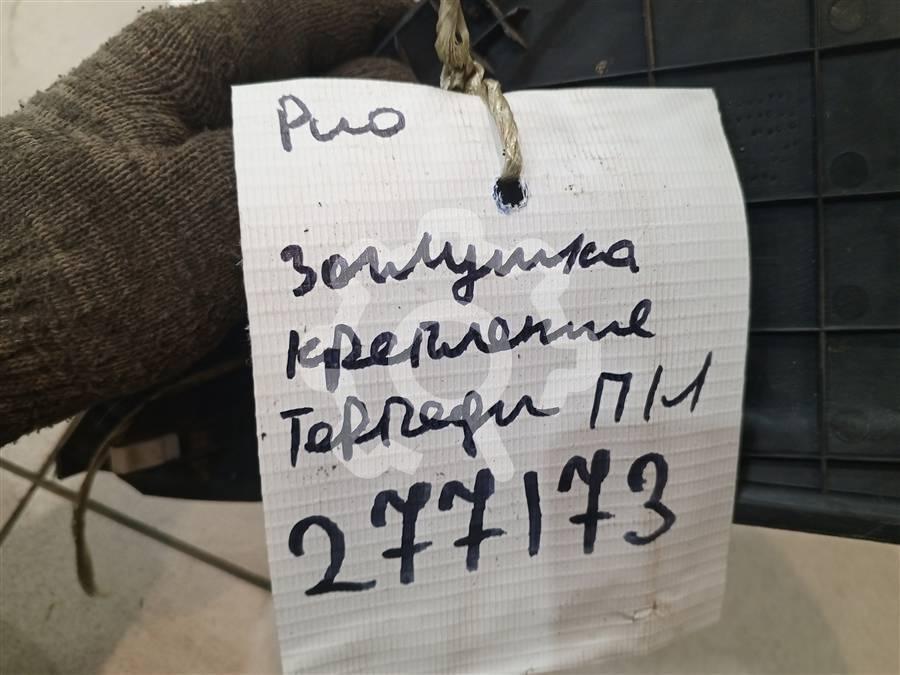 Рио
Заглушка
крепление
Торпеды П/Л
277173